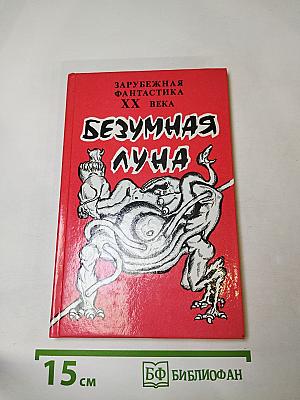 ЗАРУБЕЖНАЯ
ФАНТАСТИКА
XX ВЕКА
БЕЗУМНАЯ
ЛУНА
15 см
БФ БИБЛИОФАН